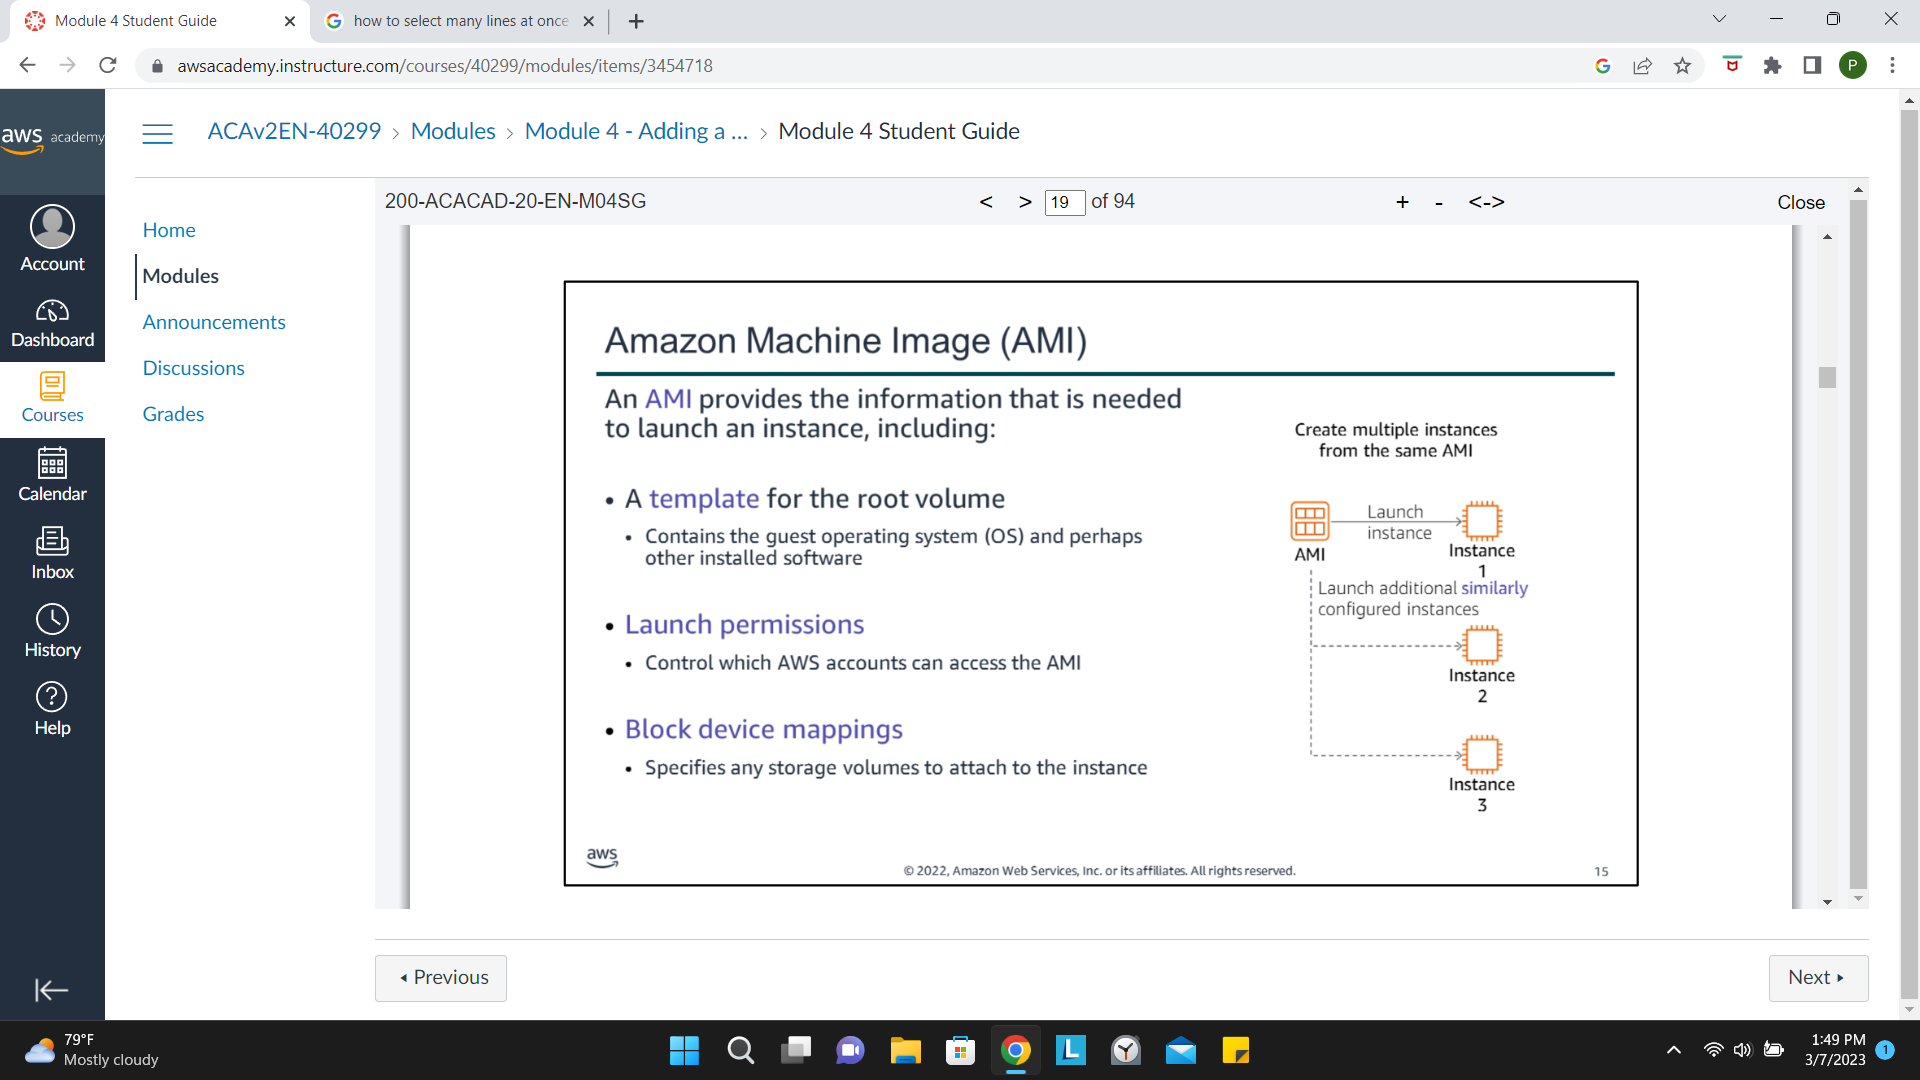 Module 4 Student Guide
how to select many lines at once
awsacademy.instructure.com/courses/40299/modules/items/3454718
P
aws academy
ACAv2EN-40299 > Modules > Module 4 - Adding a ... > Module 4 Student Guide
Account
Dashboard
Courses
Calendar
Inbox
History
Help
Home
Modules
Announcements
Discussions
Grades
200-ACACAD-20-EN-M04SG
< > 19 of 94
+ - <->
Close
Amazon Machine Image (AMI)
An AMI provides the information that is needed
to launch an instance, including:
• A template for the root volume
• Contains the guest operating system (OS) and perhaps
other installed software
• Launch permissions
• Control which AWS accounts can access the AMI
• Block device mappings
• Specifies any storage volumes to attach to the instance
Create multiple instances
from the same AMI
AMI
Launch
instance
Instance
1
Launch additional similarly
configured instances
Instance
2
Instance
3
aws
© 2022, Amazon Web Services, Inc. or its affiliates. All rights reserved.
15
Previous
Next
79°F
Mostly cloudy
L
1:49 PM
3/7/2023
1